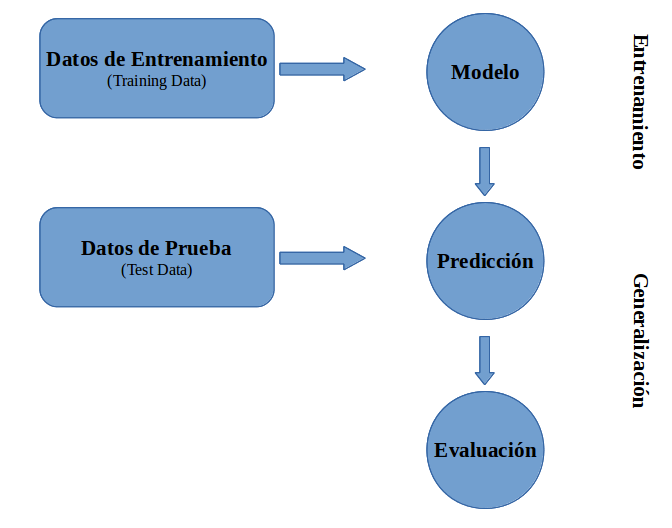 Datos de Entrenamiento
(Training Data)
Modelo
Entrenamiento
Datos de Prueba
(Test Data)
Predicción
Generalización
Evaluación